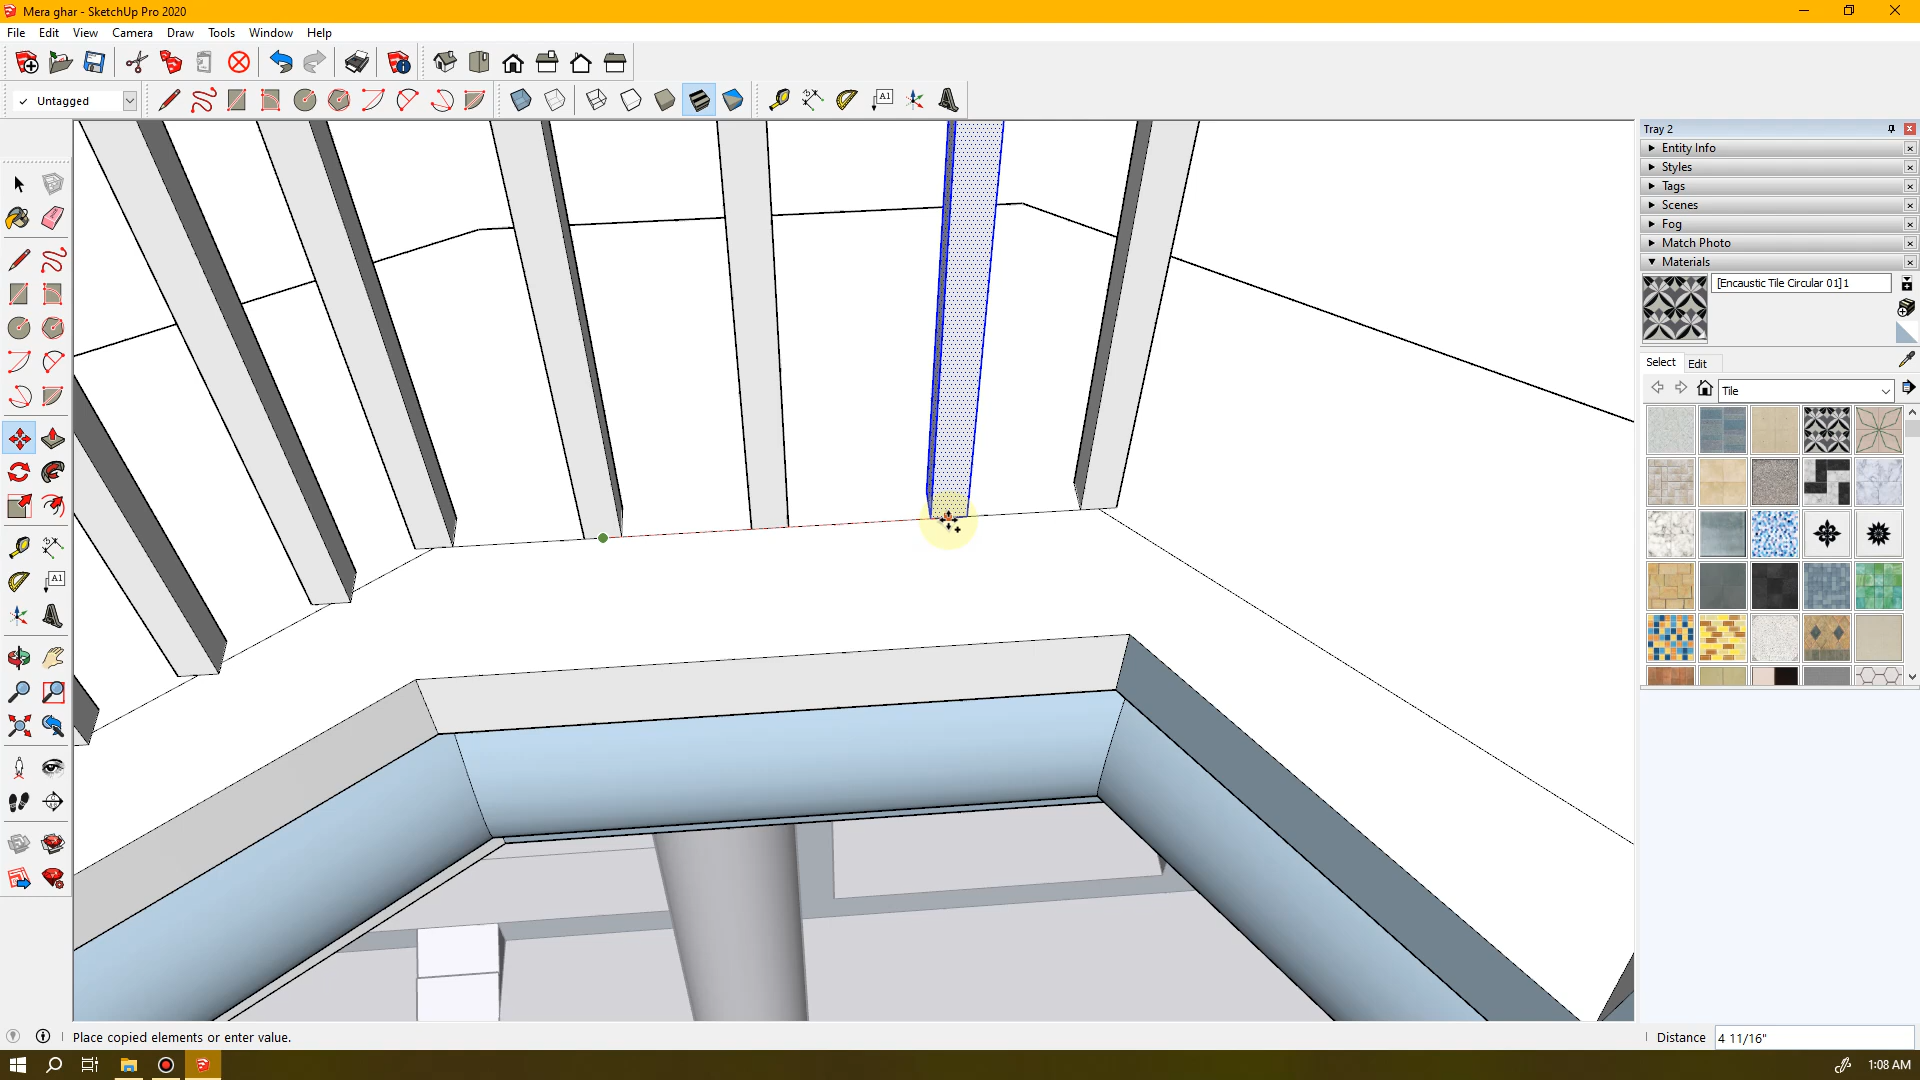 Mera ghar - SketchUp Pro 2020
File Edit View Camera Draw Tools Window Help
Untagged
A1
Tray 2
Entity Info
Styles
Tags
Scenes
Fog
Match Photo
Materials
[Encaustic Tile Circular 01]1
Select Edit
Tile
A1
Place copied elements or enter value.
Distance 4 11/16"
1:08 AM